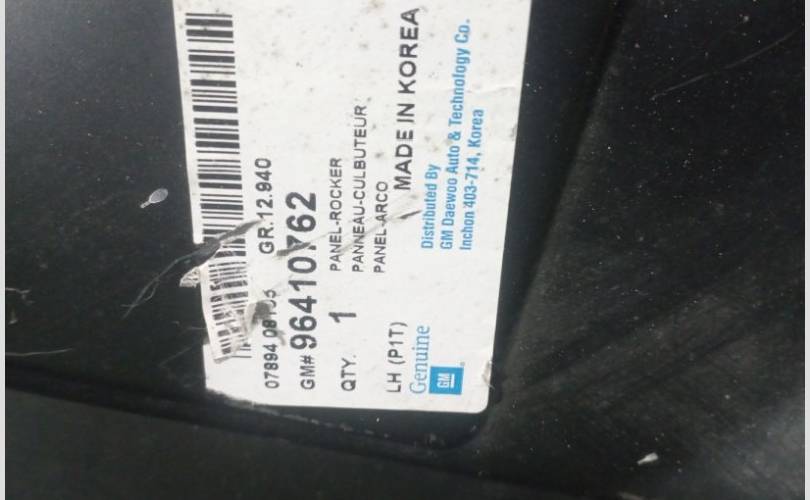 07894 GR.12.940
GM# 96410762
QTY. 1 PANEL-ROCKER
PANNEAU-CULBUTEUR
PANEL-ARCO
LH (P1T) MADE IN KOREA
Genuine GM
Distributed By
GM Daewoo Auto & Technology Co.
Inchon 403-714, Korea